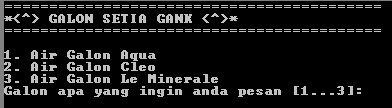 ==========================================
*<^> GALON SETIA GANK <^>*
==========================================
1. Air Galon Aqua
2. Air Galon Cleo
3. Air Galon Le Minerale
Galon apa yang ingin anda pesan [1...3]: